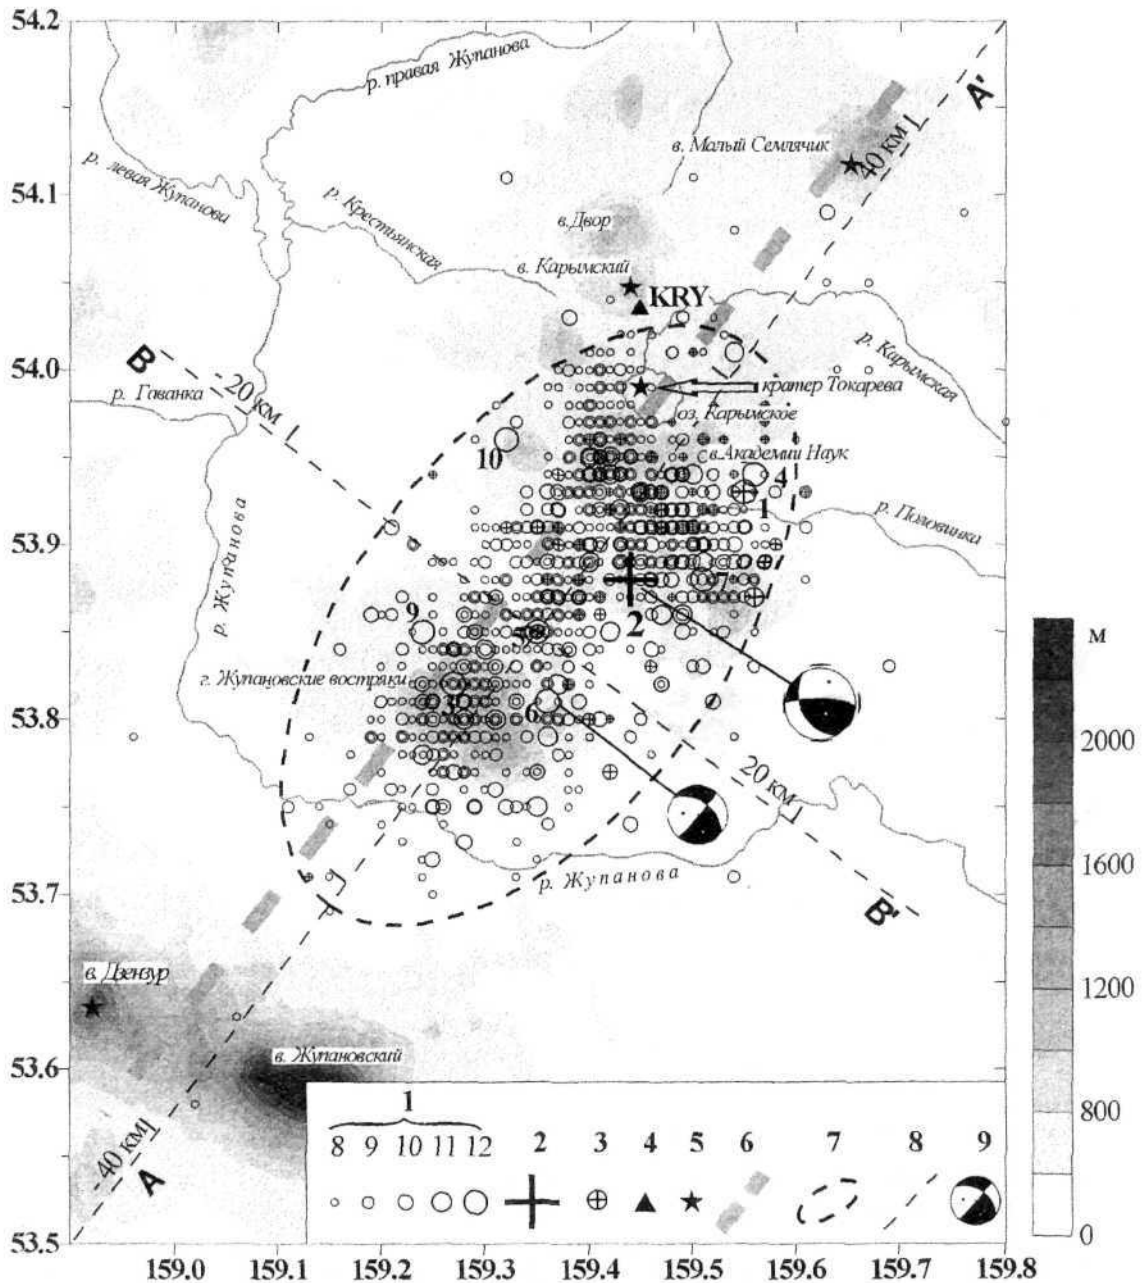 54.2
54.1
54.0
53.9
53.8
53.7
53.6
53.5
159.0
159.1
159.2
159.3
159.4
159.5
159.6
159.7
159.8
р. правая Жупанова
р. левая Жупанови
р. Крестьянская
в. Малый Семлячик
40 км
A'
в.Двор
в. Карымский
KRY
р. Карымская
B
- 20 км
р. Гаванка
кратер Токарева
оз. Карымское
в.Академии Наук
10
4
1
р. Половинка
р. Жупанова
7
2
9
5
г. Жупановские востряки
3
6
20 км
р. Жупанова
B'
в. Дзензур
в. Жупановский
- 40 км
A
м
2000
1600
1200
800
0
1
2
3
4
5
6
7
8
9
8 9 10 11 12